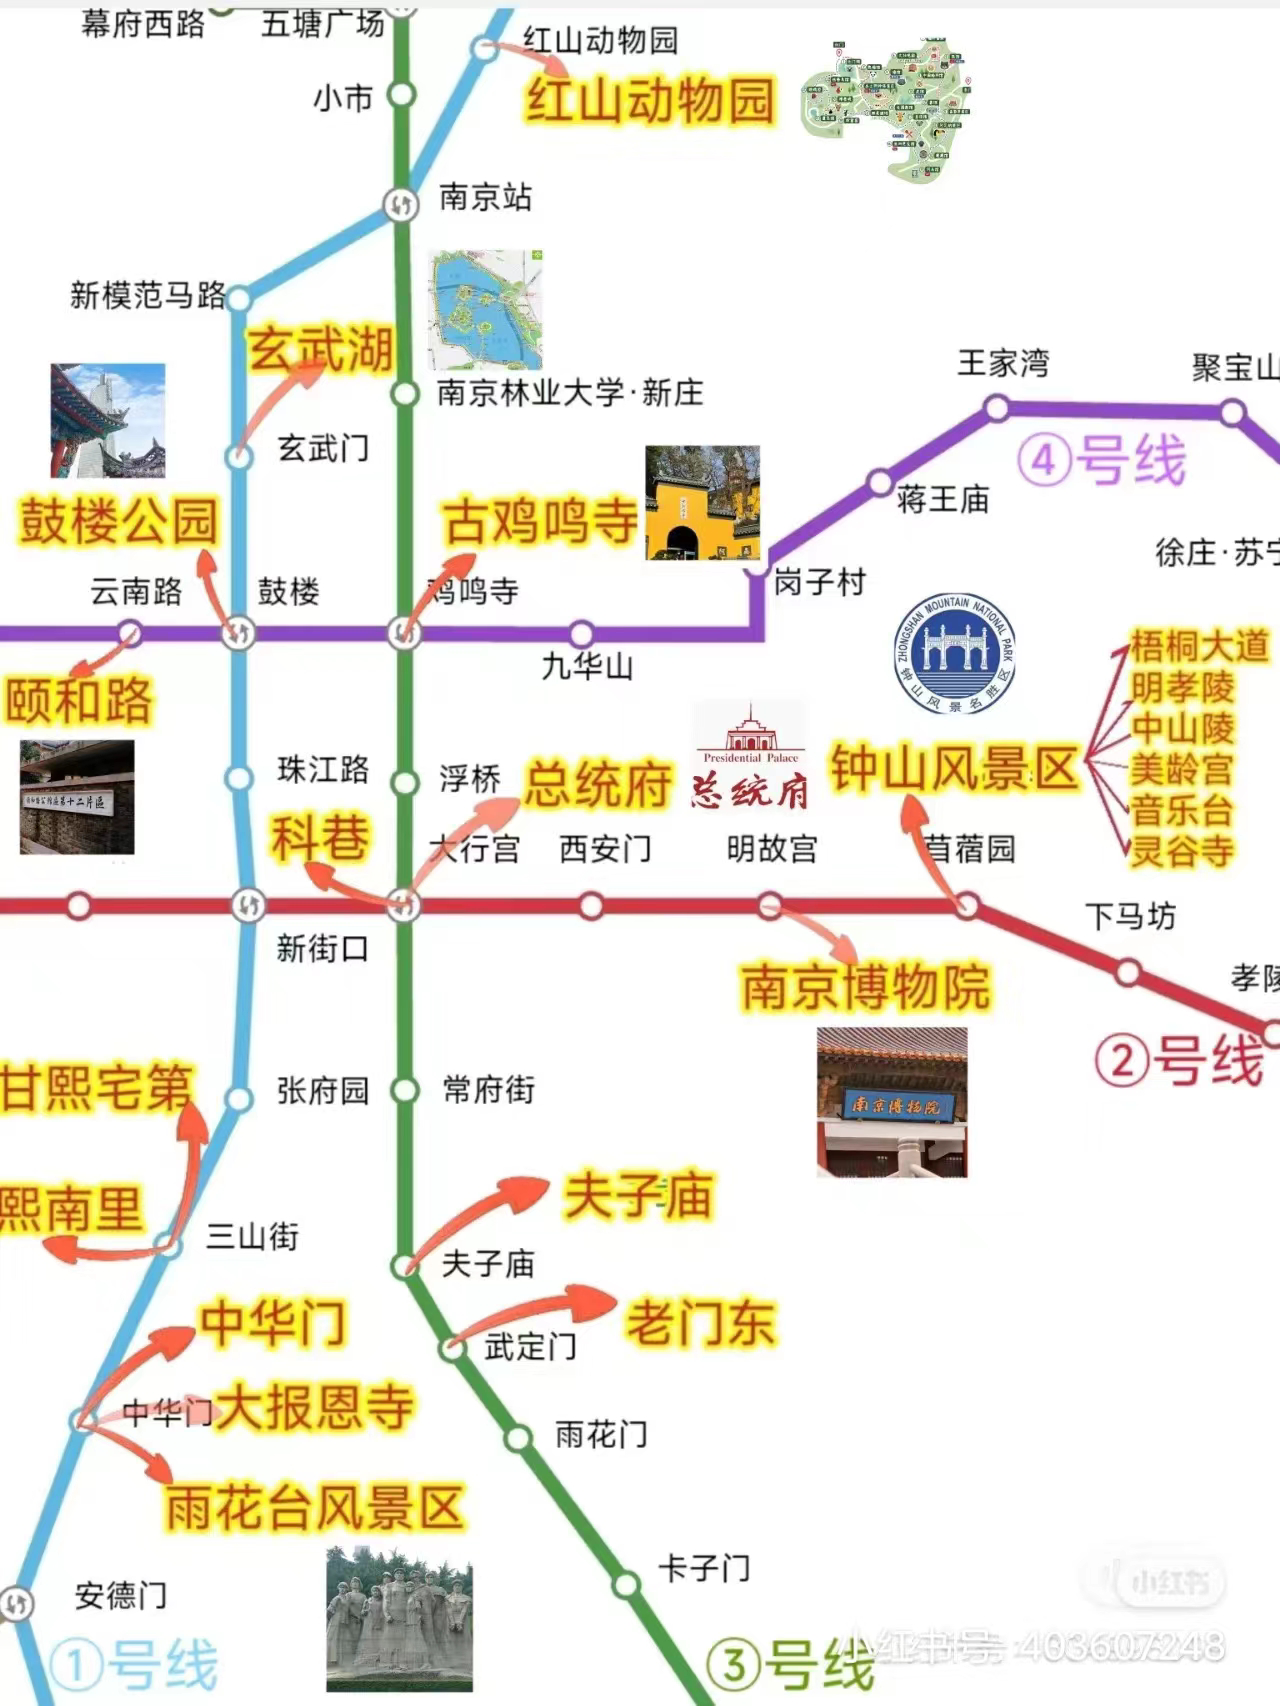 幕府西路
五塘广场
红山动物园
红山动物园
小市
南京站
新模范马路
玄武湖
南京林业大学·新庄
王家湾
聚宝山
④号线
玄武门
鼓楼公园
古鸡鸣寺
蒋王庙
徐庄·苏宁
云南路
鼓楼
鸡鸣寺
岗子村
九华山
ZHONGSHAN MOUNTAIN NATIONAL PARK
钟山风景名胜区
颐和路
梧桐大道
明孝陵
中山陵
美龄宫
音乐台
灵谷寺
珠江路
浮桥
总统府
Presidential Palace
总统府
钟山风景区
科巷
大行宫
西安门
明故宫
苜蓿园
下马坊
新街口
孝陵
南京博物院
②号线
南京博物院
甘熙宅第
张府园
常府街
熙南里
三山街
夫子庙
夫子庙
中华门
老门东
武定门
中华门
大报恩寺
雨花门
雨花台风景区
卡子门
安德门
小红书
①号线
③号线
小红书号: 403607248